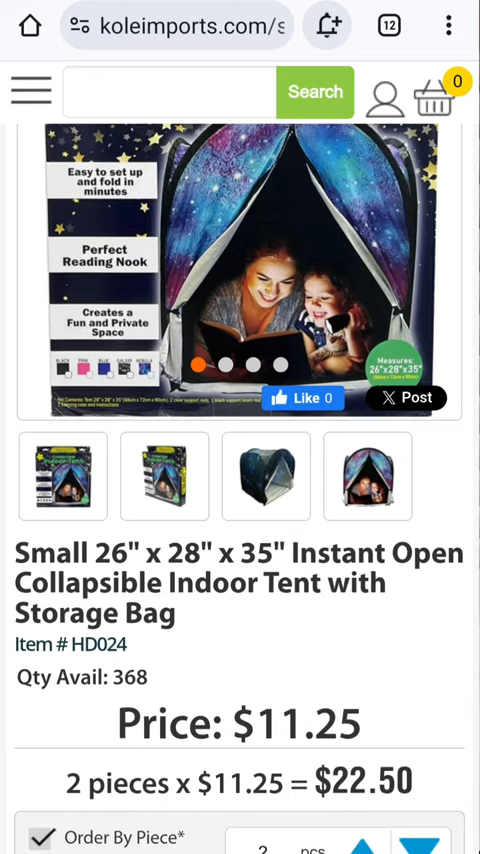 koleimports.com/s
12
Search
0
Easy to set up
and fold in
minutes
Perfect
Reading Nook
Creates a
Fun and Private
Space
BLACK PINK BLUE GALAXY NEBULA
Measures:
26"x28"x35"
Like 0
X Post
Small 26" x 28" x 35" Instant Open
Collapsible Indoor Tent with
Storage Bag
Item # HD024
Qty Avail: 368
Price: $11.25
2 pieces x $11.25 = $22.50
Order By Piece*
2 pcs